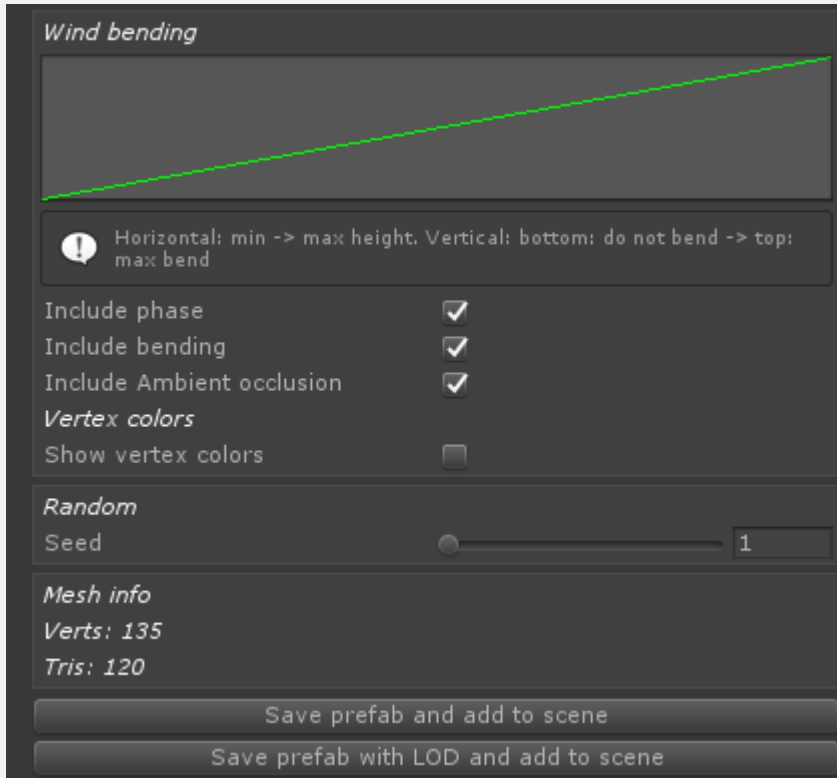 Wind bending
Horizontal: min -> max height. Vertical: bottom: do not bend -> top:
max bend
Include phase
Include bending
Include Ambient occlusion
Vertex colors
Show vertex colors
Random
Seed 1
Mesh info
Verts: 135
Tris: 120
Save prefab and add to scene
Save prefab with LOD and add to scene